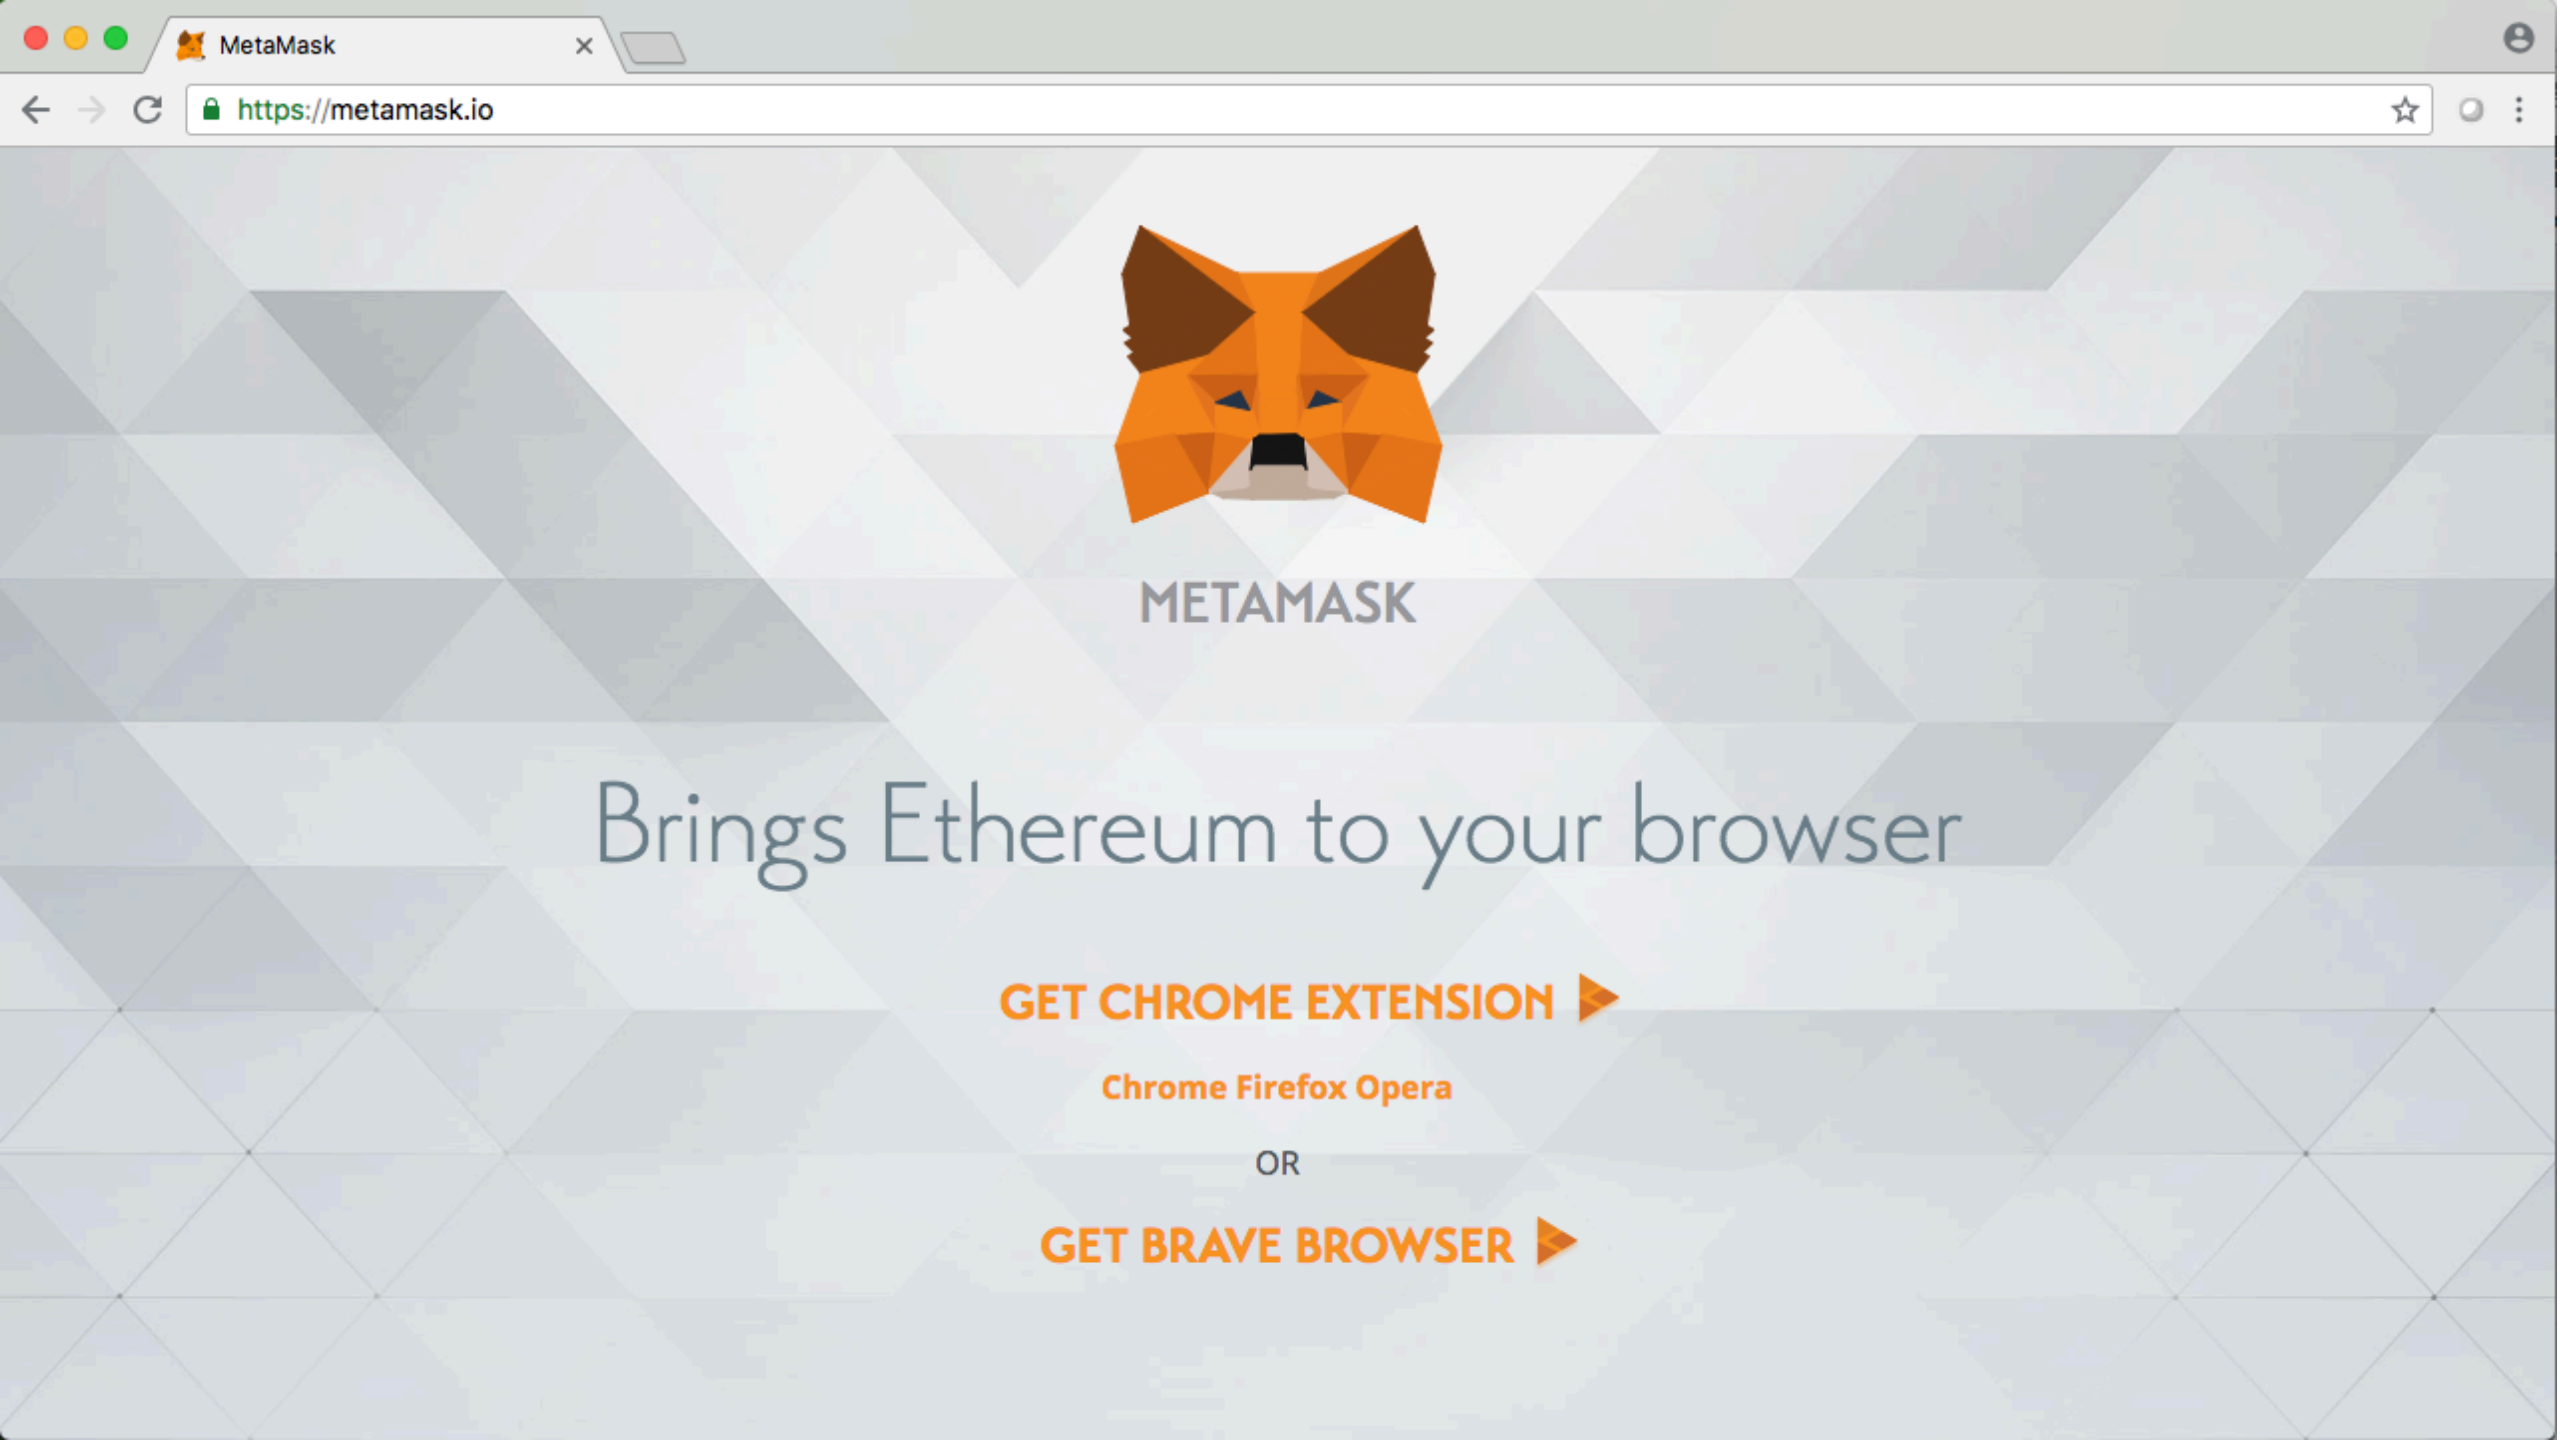 MetaMask
https://metamask.io
METAMASK
Brings Ethereum to your browser
GET CHROME EXTENSION
Chrome Firefox Opera
OR
GET BRAVE BROWSER